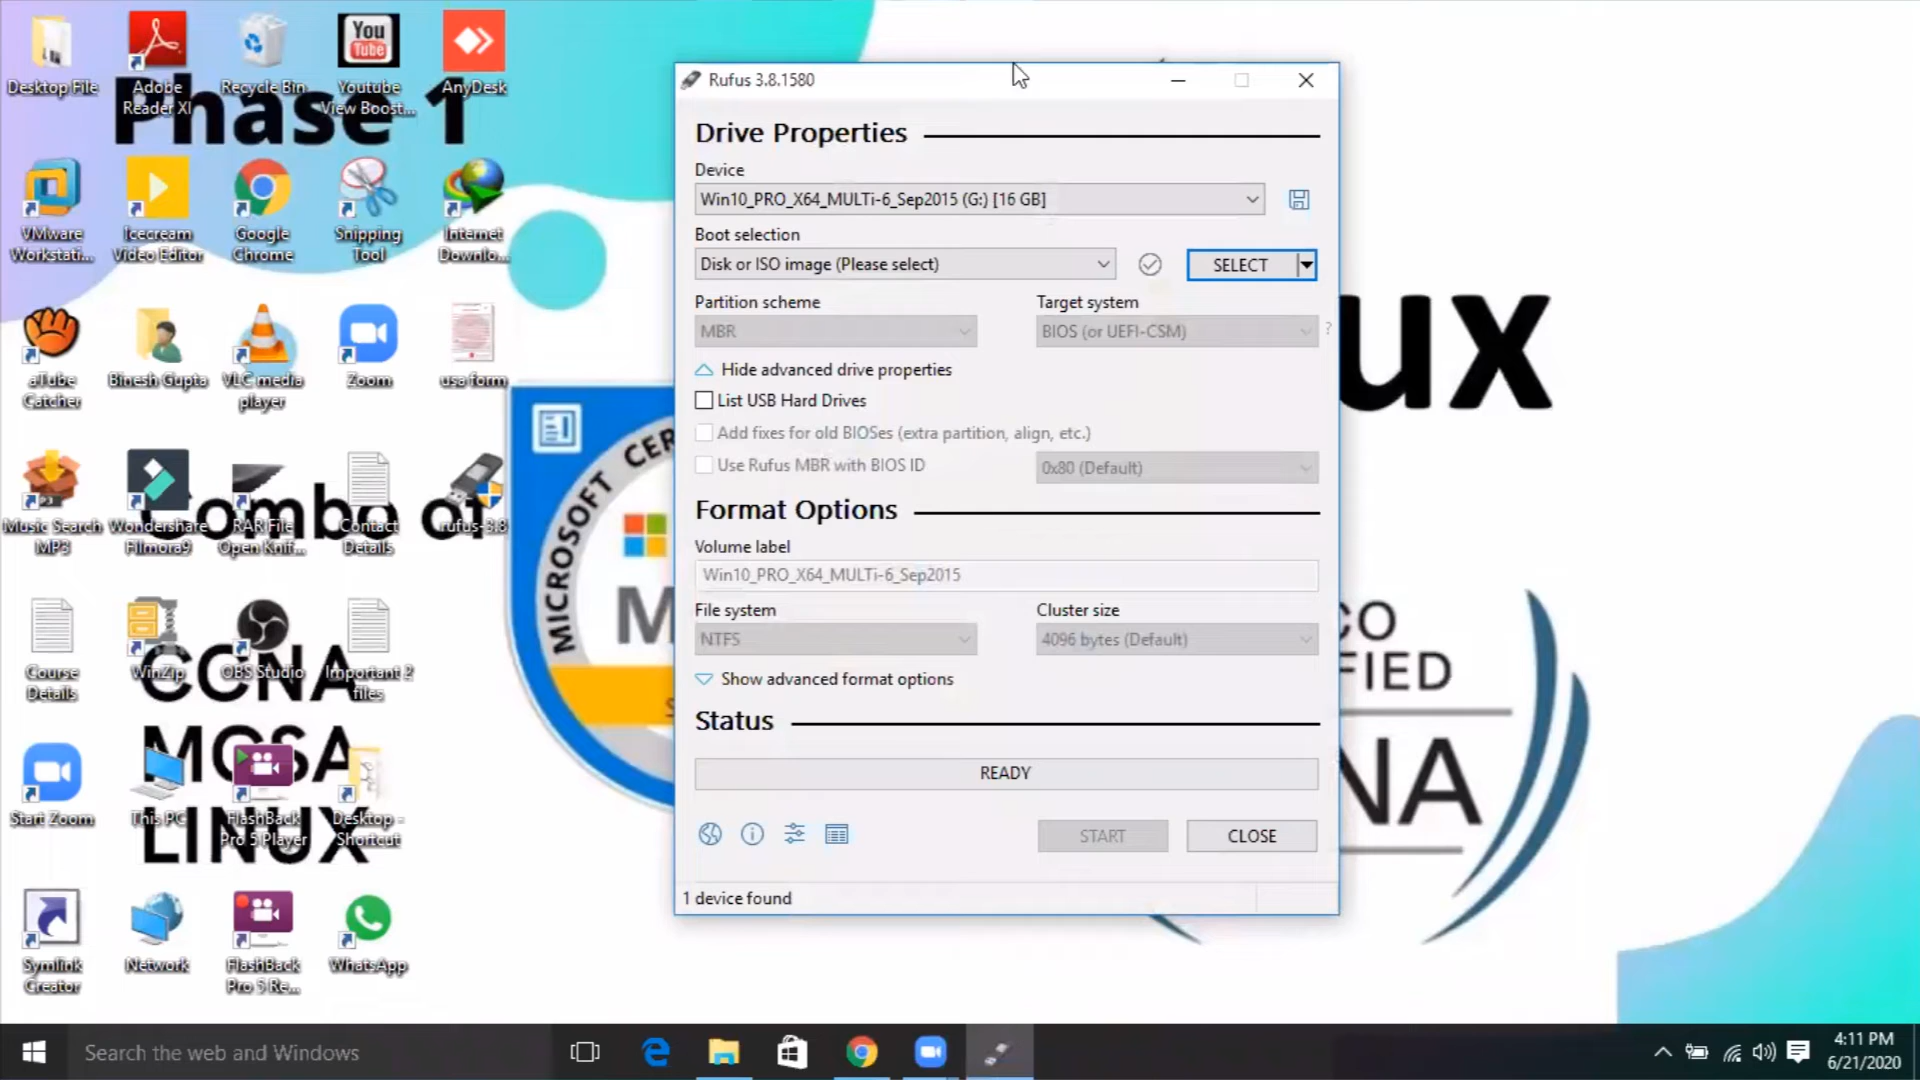 Phase 1
Combo of
CCNA
MCSA
LINUX
ux
MICROSOFT CER
M
CO
FIED
NA
Desktop File
Adobe
Reader XI
Recycle Bin
You
Tube
Youtube
View Boost...
AnyDesk
VMware
Workstati...
Icecream
Video Editor
Google
Chrome
Snipping
Tool
Internet
Downlo...
aTube
Catcher
Binesh Gupta
VLC media
player
Zoom
usa form
Music Search
MP3
Wondershare
Filmora9
RAR File
Open Knif...
Contact
Details
rufus-3.8
Course
Details
WinZip
OBS Studio
Important 2
files
Start Zoom
This PC
FlashBack
Pro 5 Player
Desktop -
Shortcut
Symlink
Creator
Network
FlashBack
Pro 5 Re...
WhatsApp
Rufus 3.8.1580
Drive Properties
Device
Win10_PRO_X64_MULTi-6_Sep2015 (G:) [16 GB]
Boot selection
Disk or ISO image (Please select)
SELECT
Partition scheme
Target system
MBR
BIOS (or UEFI-CSM)
?
Hide advanced drive properties
List USB Hard Drives
Add fixes for old BIOSes (extra partition, align, etc.)
Use Rufus MBR with BIOS ID
0x80 (Default)
Format Options
Volume label
Win10_PRO_X64_MULTi-6_Sep2015
File system
Cluster size
NTFS
4096 bytes (Default)
Show advanced format options
Status
READY
START
CLOSE
1 device found
Search the web and Windows
4:11 PM
6/21/2020